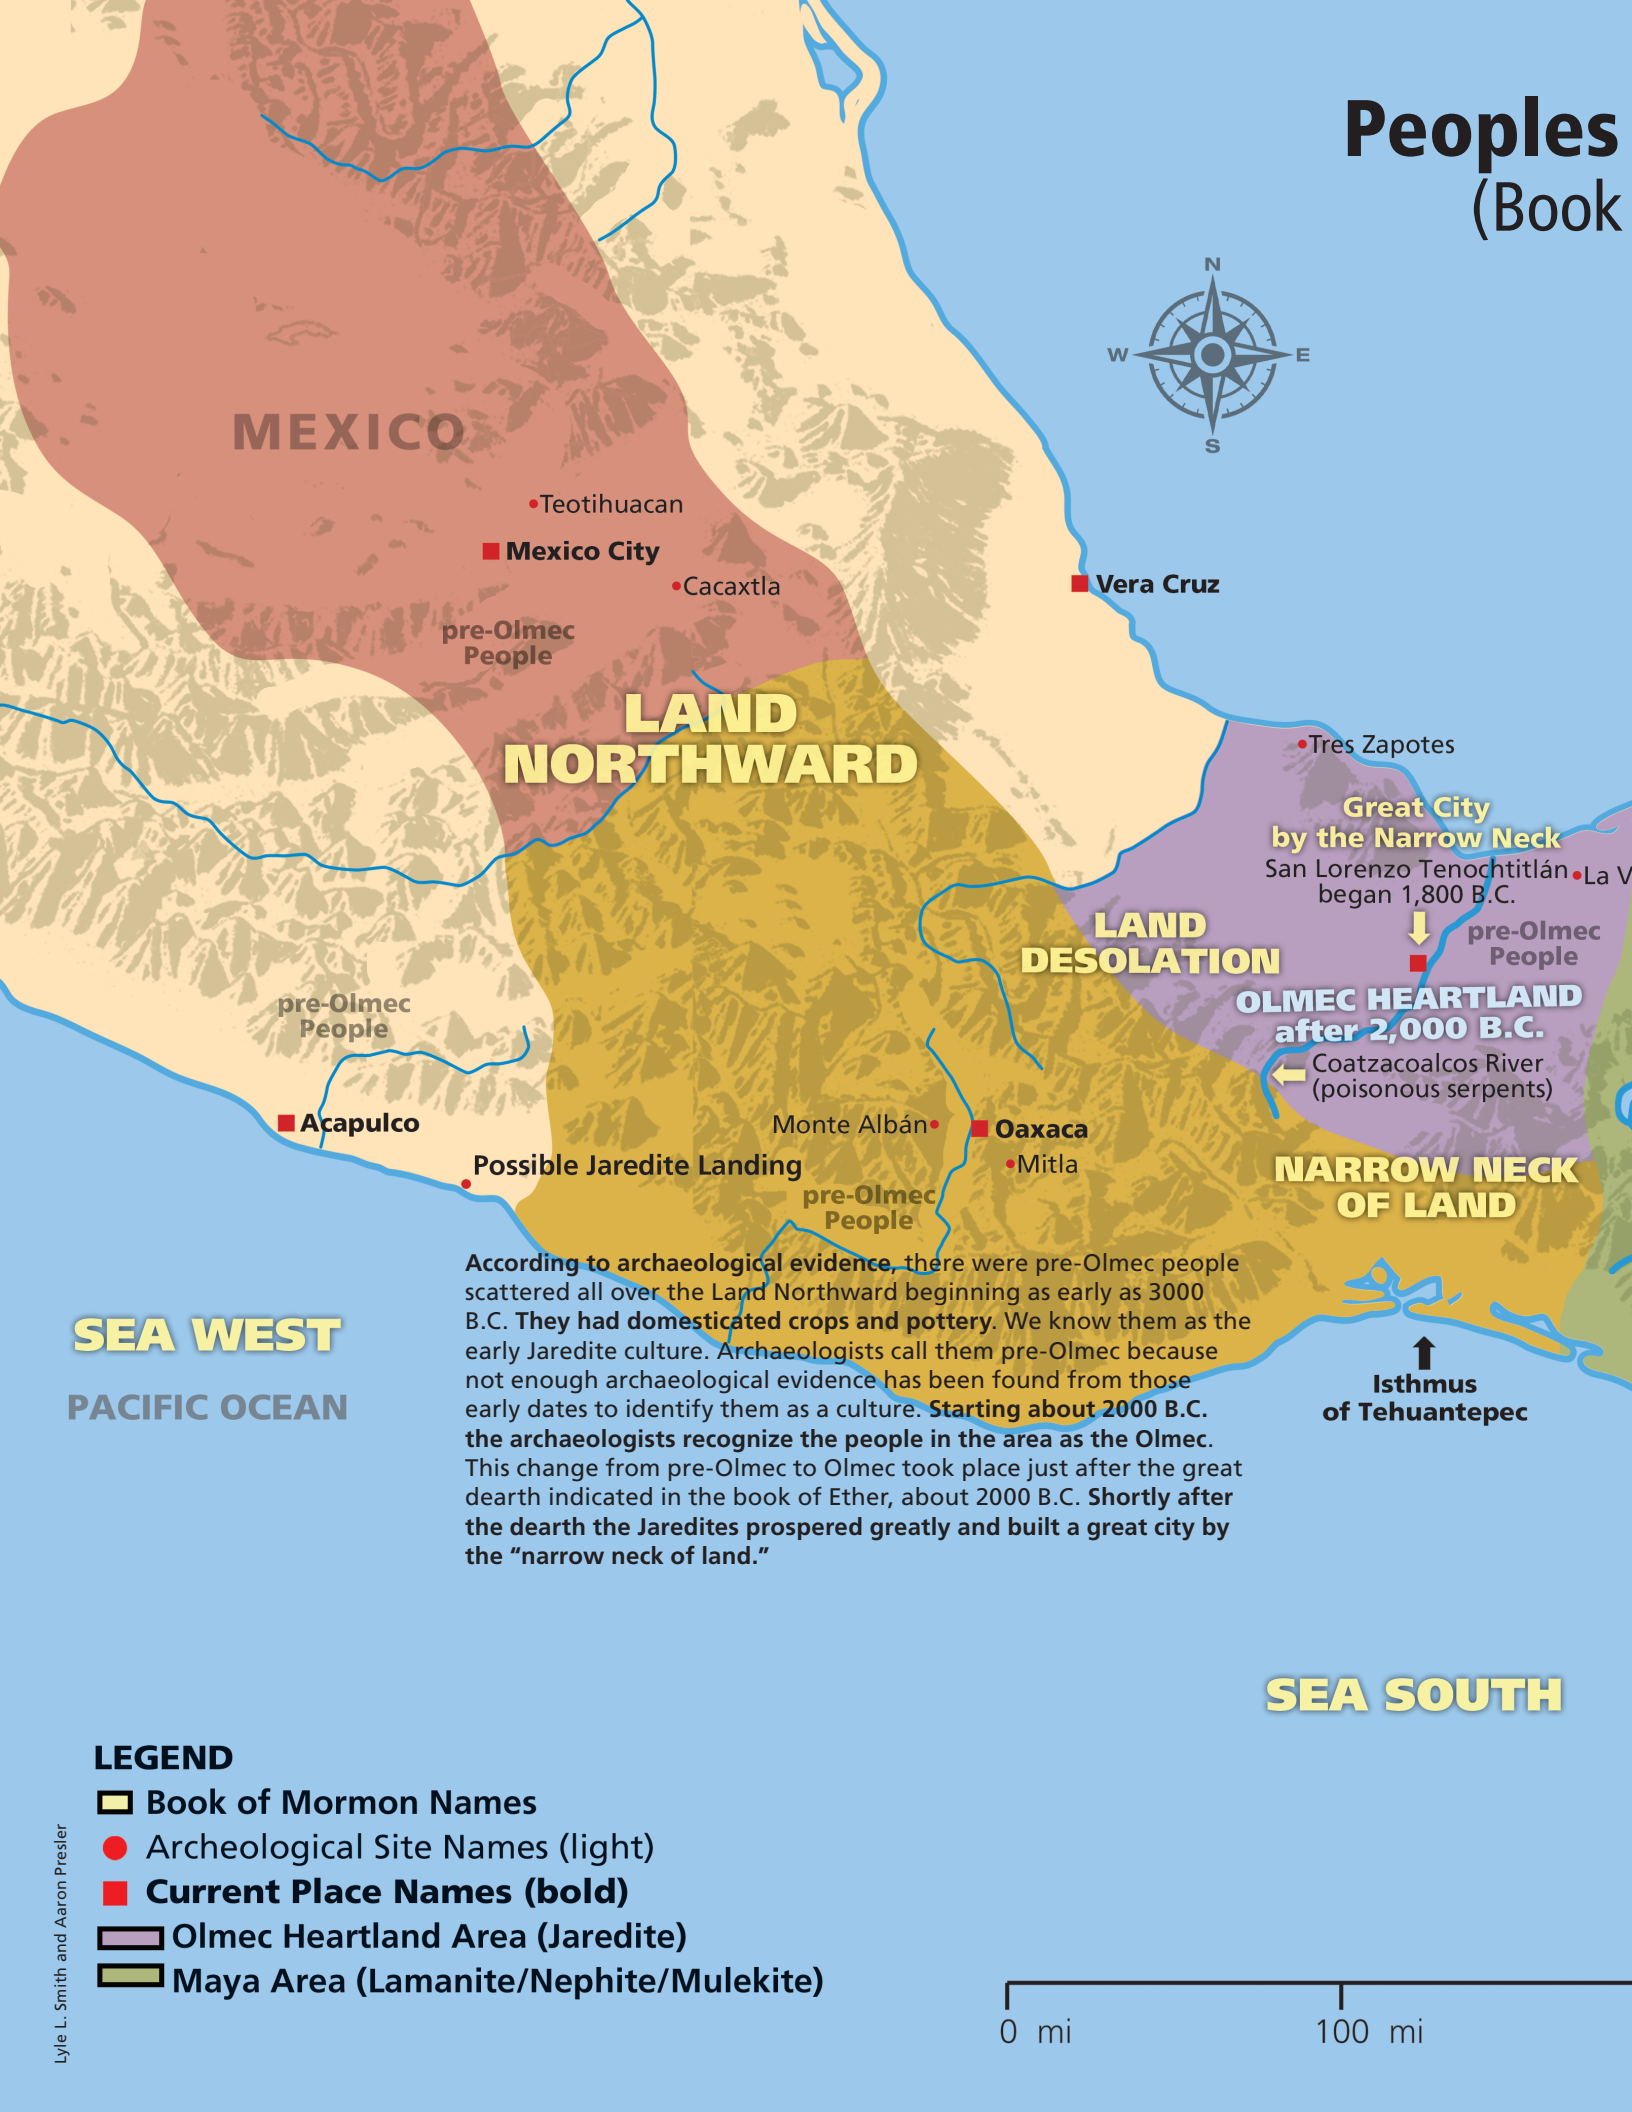 Peoples
(Book
N
W
E
S
MEXICO
Teotihuacan
Mexico City
Cacaxtla
Vera Cruz
pre-Olmec
People
LAND
NORTHWARD
Tres Zapotes
Great City
by the Narrow Neck
San Lorenzo Tenochtitlán
began 1,800 B.C.
La V
LAND
DESOLATION
pre-Olmec
People
OLMEC HEARTLAND
after 2,000 B.C.
pre-Olmec
People
Coatzacoalcos River
(poisonous serpents)
Acapulco
Monte Albán
Oaxaca
Mitla
Possible Jaredite Landing
NARROW NECK
OF LAND
pre-Olmec
People
According to archaeological evidence, there were pre-Olmec people
scattered all over the Land Northward beginning as early as 3000
B.C. They had domesticated crops and pottery. We know them as the
early Jaredite culture. Archaeologists call them pre-Olmec because
not enough archaeological evidence has been found from those
early dates to identify them as a culture. Starting about 2000 B.C.
the archaeologists recognize the people in the area as the Olmec.
This change from pre-Olmec to Olmec took place just after the great
dearth indicated in the book of Ether, about 2000 B.C. Shortly after
the dearth the Jaredites prospered greatly and built a great city by
the “narrow neck of land.”
SEA WEST
PACIFIC OCEAN
Isthmus
of Tehuantepec
SEA SOUTH
LEGEND
Book of Mormon Names
Archeological Site Names (light)
Current Place Names (bold)
Olmec Heartland Area (Jaredite)
Maya Area (Lamanite/Nephite/Mulekite)
Lyle L. Smith and Aaron Presler
0 mi
100 mi